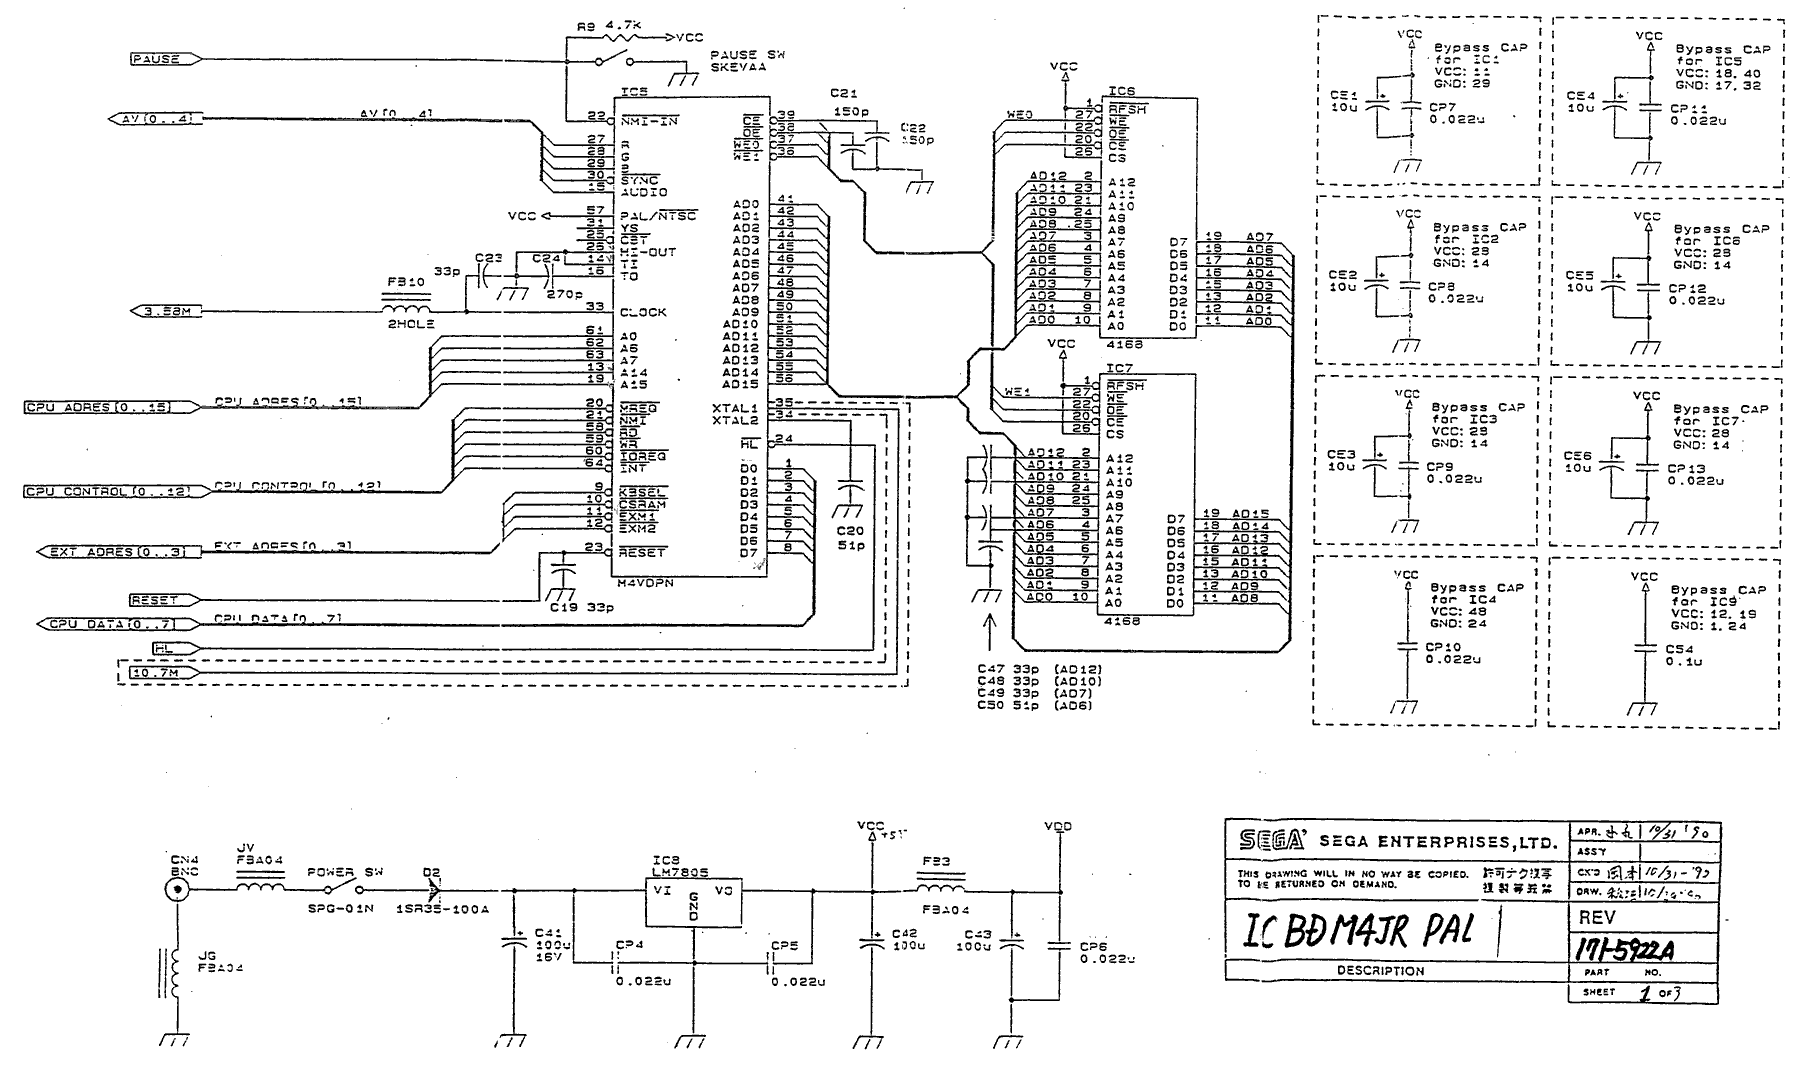 R9 4.7K
VCC
PAUSE
PAUSE SW
SKEVAA
AV[0..4]
AV[0..4]
IC5
22 NMI-IN
27 R
28 G
29 B
30 SYNC
15 AUDIO
VCC
57 PAL/NTSC
31 YS
25 CST
26 MI-OUT
14 TI
16 TO
C23
33p
C24
270p
FB10
2HOLE
3.58M
33 CLOCK
61 A0
62 A6
63 A7
13 A14
19 A15
CPU ADRES[0..15]
CPU ADRES[0..15]
20 MREQ
21 NMI
58 RD
59 WR
60 IOREQ
64 INT
CPU CONTROL[0..12]
CPU CONTROL[0..12]
9 KBSEL
10 CSRAM
11 EXM1
12 EXM2
EXT ADRES[0..3]
EXT ADRES[0..3]
23 RESET
M4VDPN
C19 33p
RESET
CPU DATA[0..7]
CPU DATA[0..7]
HL
10.7M
CE 39
OE 38
WE0 37
WE1 36
C21
150p
C22
150p
AD0 41
AD1 42
AD2 43
AD3 44
AD4 45
AD5 46
AD6 47
AD7 48
AD8 49
AD9 50
AD10 51
AD11 52
AD12 53
AD13 54
AD14 55
AD15 56
XTAL1 35
XTAL2 34
HL 24
D0 1
D1 2
D2 3
D3 4
D4 5
D5 6
D6 7
D7 8
C20
51p
VCC
IC6
1 RFSH
WE0 27 WE
22 OE
20 CE
26 CS
AD12 2 A12
AD11 23 A11
AD10 21 A10
AD9 24 A9
AD8 25 A8
AD7 3 A7
AD6 4 A6
AD5 5 A5
AD4 6 A4
AD3 7 A3
AD2 8 A2
AD1 9 A1
AD0 10 A0
D7 19 AD7
D6 18 AD6
D5 17 AD5
D4 16 AD4
D3 15 AD3
D2 13 AD2
D1 12 AD1
D0 11 AD0
4168
VCC
IC7
1 RFSH
WE1 27 WE
22 OE
20 CE
26 CS
AD12 2 A12
AD11 23 A11
AD10 21 A10
AD9 24 A9
AD8 25 A8
AD7 3 A7
AD6 4 A6
AD5 5 A5
AD4 6 A4
AD3 7 A3
AD2 8 A2
AD1 9 A1
AD0 10 A0
D7 19 AD15
D6 18 AD14
D5 17 AD13
D4 16 AD12
D3 15 AD11
D2 13 AD10
D1 12 AD9
D0 11 AD8
4168
C47 33p (AD12)
C48 33p (AD10)
C49 33p (AD7)
C50 51p (AD6)
VCC
Bypass CAP
for IC1
VCC: 11
GND: 29
CE1
10u
CP7
0.022u
VCC
Bypass CAP
for IC5
VCC: 18, 40
GND: 17, 32
CE4
10u
CP11
0.022u
VCC
Bypass CAP
for IC2
VCC: 28
GND: 14
CE2
10u
CP8
0.022u
VCC
Bypass CAP
for IC6
VCC: 28
GND: 14
CE5
10u
CP12
0.022u
VCC
Bypass CAP
for IC3
VCC: 28
GND: 14
CE3
10u
CP9
0.022u
VCC
Bypass CAP
for IC7
VCC: 28
GND: 14
CE6
10u
CP13
0.022u
VCC
Bypass CAP
for IC4
VCC: 48
GND: 24
CP10
0.022u
VCC
Bypass CAP
for IC9
VCC: 12, 19
GND: 1, 24
C54
0.1u
CN4
BNC
JV
FBA04
POWER SW
SPG-01N
D2
1SR35-100A
JG
FBA04
C41
100u
16V
IC8
LM7805
VI
VO
GND
CP4
0.022u
CP5
0.022u
VCC
+5V
C42
100u
FB3
FBA04
C43
100u
VDD
CP6
0.022u
SEGA SEGA ENTERPRISES,LTD.
THIS DRAWING WILL IN NO WAY BE COPIED.
TO BE RETURNED ON DEMAND.
許可ナク複写
複製等厳禁
IC BD M4JR PAL
DESCRIPTION
APR. 10/31 '90
ASS'Y
CK'D 10/31-'90
DRW.
REV
171-5922A
PART NO.
SHEET 1 OF 3